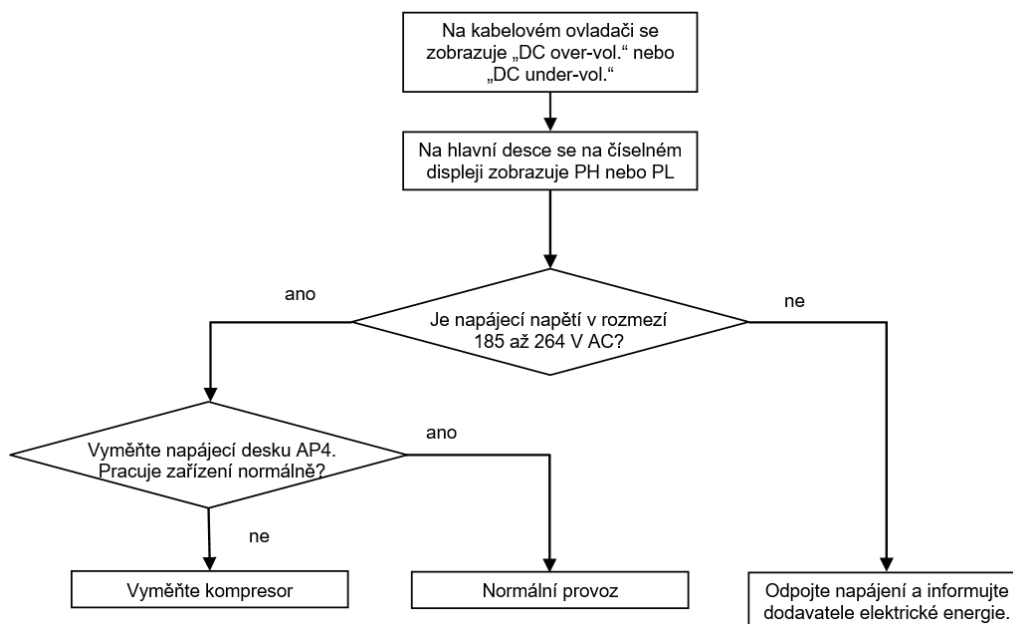 Na kabelovém ovladači se
zobrazuje „DC over-vol.“ nebo
„DC under-vol.“
Na hlavní desce se na číselném
displeji zobrazuje PH nebo PL
ano
ne
Je napájecí napětí v rozmezí
185 až 264 V AC?
Vyměňte napájecí desku AP4.
Pracuje zařízení normálně?
ano
ne
Vyměňte kompresor
Normální provoz
Odpojte napájení a informujte
dodavatele elektrické energie.